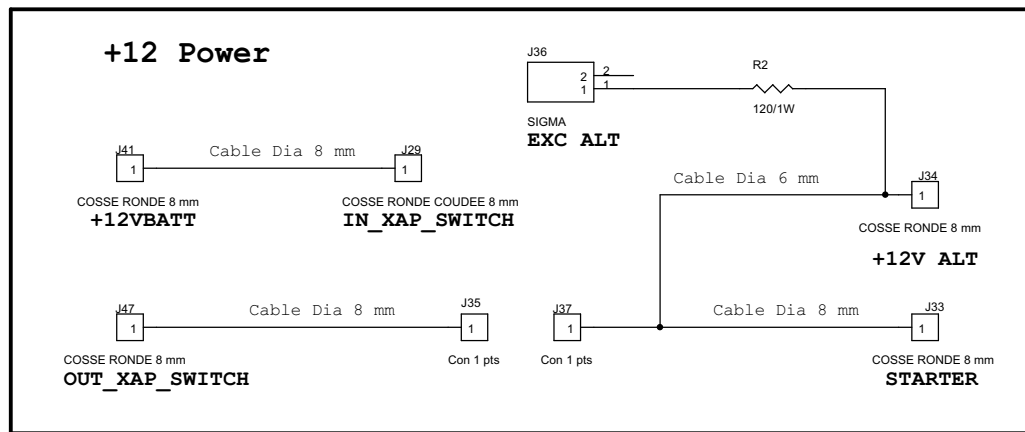 +12 Power
J36
2
2
1
1
R2
120/1W
SIGMA
EXC ALT
J41
1
Cable Dia 8 mm
J29
1
COSSE RONDE 8 mm
+12VBATT
COSSE RONDE COUDEE 8 mm
IN_XAP_SWITCH
Cable Dia 6 mm
J34
1
COSSE RONDE 8 mm
+12V ALT
J47
1
Cable Dia 8 mm
J35
1
COSSE RONDE 8 mm
OUT_XAP_SWITCH
Con 1 pts
J37
1
Cable Dia 8 mm
J33
1
Con 1 pts
COSSE RONDE 8 mm
STARTER